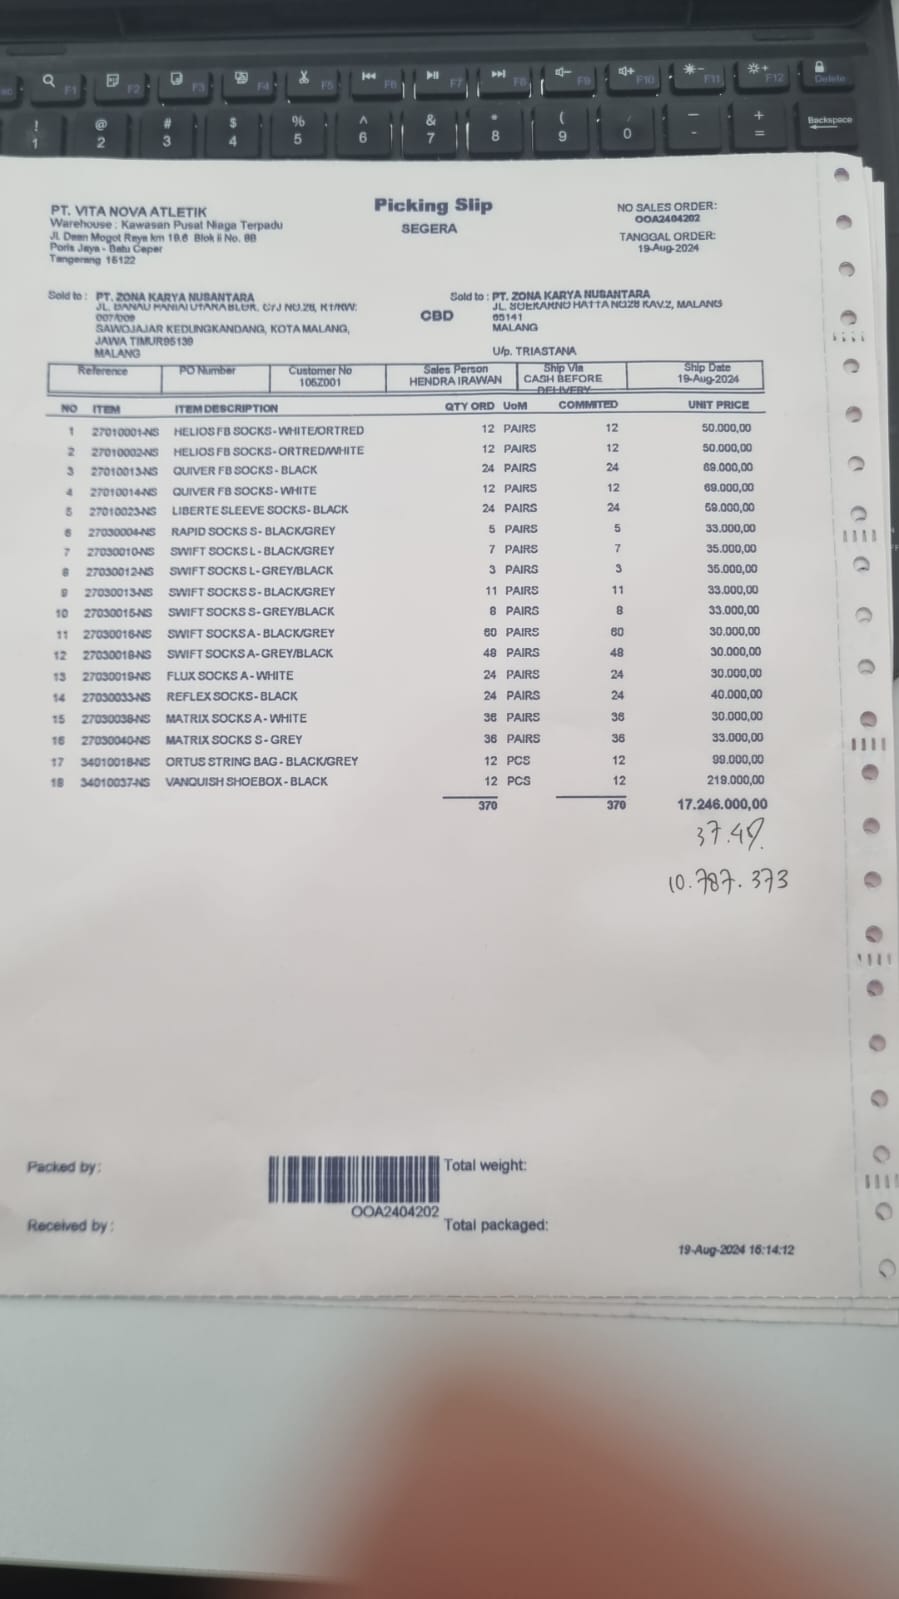 F1 F2 F3 F4 F5 F6 F7 F8 F9 F10 F11 F12 Delete
! @ # $ % ^ & * ( ) - + Backspace
1 2 3 4 5 6 7 8 9 0 - =
PT. VITA NOVA ATLETIK
Warehouse : Kawasan Pusat Niaga Terpadu
Jl. Daan Mogot Raya km 19.6 Blok Ii No. 8B
Poris Jaya - Batu Ceper
Tangerang 15122
Picking Slip
SEGERA
NO SALES ORDER:
OOA2404202
TANGGAL ORDER:
19-Aug-2024
Sold to : PT. ZONA KARYA NUSANTARA
007/009
SAWOJAJAR KEDUNGKANDANG, KOTA MALANG,
JAWA TIMUR65139
MALANG
CBD
Sold to : PT. ZONA KARYA NUSANTARA
JL. SOEKARNO HATTA NO28 KAV.2, MALANG
65141
MALANG
U/p. TRIASTANA
Reference PO Number Customer No Sales Person Ship Via Ship Date
106Z001 HENDRA IRAWAN CASH BEFORE DELIVERY 19-Aug-2024
NO ITEM ITEM DESCRIPTION QTY ORD UoM COMMITED UNIT PRICE
1 27010001-NS HELIOS FB SOCKS - WHITE/ORTRED 12 PAIRS 12 50.000,00
2 27010002-NS HELIOS FB SOCKS - ORTRED/WHITE 12 PAIRS 12 50.000,00
3 27010013-NS QUIVER FB SOCKS - BLACK 24 PAIRS 24 69.000,00
4 27010014-NS QUIVER FB SOCKS - WHITE 12 PAIRS 12 69.000,00
5 27010023-NS LIBERTE SLEEVE SOCKS - BLACK 24 PAIRS 24 59.000,00
6 27030004-NS RAPID SOCKS S - BLACK/GREY 5 PAIRS 5 33.000,00
7 27030010-NS SWIFT SOCKS L - BLACK/GREY 7 PAIRS 7 35.000,00
8 27030012-NS SWIFT SOCKS L - GREY/BLACK 3 PAIRS 3 35.000,00
9 27030013-NS SWIFT SOCKS S - BLACK/GREY 11 PAIRS 11 33.000,00
10 27030015-NS SWIFT SOCKS S - GREY/BLACK 8 PAIRS 8 33.000,00
11 27030016-NS SWIFT SOCKS A - BLACK/GREY 60 PAIRS 60 30.000,00
12 27030018-NS SWIFT SOCKS A - GREY/BLACK 48 PAIRS 48 30.000,00
13 27030019-NS FLUX SOCKS A - WHITE 24 PAIRS 24 30.000,00
14 27030033-NS REFLEX SOCKS - BLACK 24 PAIRS 24 40.000,00
15 27030038-NS MATRIX SOCKS A - WHITE 36 PAIRS 36 30.000,00
16 27030040-NS MATRIX SOCKS S - GREY 36 PAIRS 36 33.000,00
17 34010018-NS ORTUS STRING BAG - BLACK/GREY 12 PCS 12 99.000,00
18 34010037-NS VANQUISH SHOEBOX - BLACK 12 PCS 12 219.000,00
370 370 17.246.000,00
37.45%
10.787.373
Packed by :
Total weight:
OOA2404202
Received by :
Total packaged:
19-Aug-2024 16:14:12